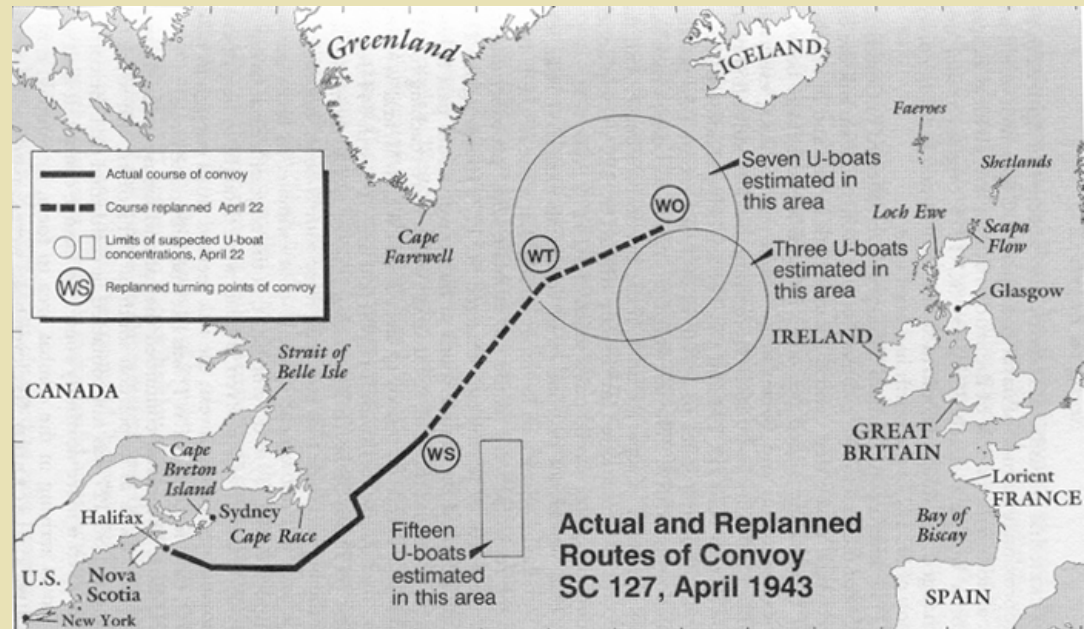 Greenland
ICELAND
Faeroes
Shetlands
Actual course of convoy
Course replanned April 22
Limits of suspected U-boat
concentrations, April 22
WS
Replanned turning points of convoy
Seven U-boats
estimated in
this area
WO
WT
Cape
Farewell
Loch Ewe
Scapa
Flow
Three U-boats
estimated in
this area
Glasgow
IRELAND
Strait of
Belle Isle
CANADA
GREAT
BRITAIN
Cape
Breton
Island
WS
Lorient
FRANCE
Halifax
Sydney
Cape Race
Bay of
Biscay
Fifteen
U-boats
estimated
in this area
Actual and Replanned
Routes of Convoy
SC 127, April 1943
U.S.
Nova
Scotia
SPAIN
New York